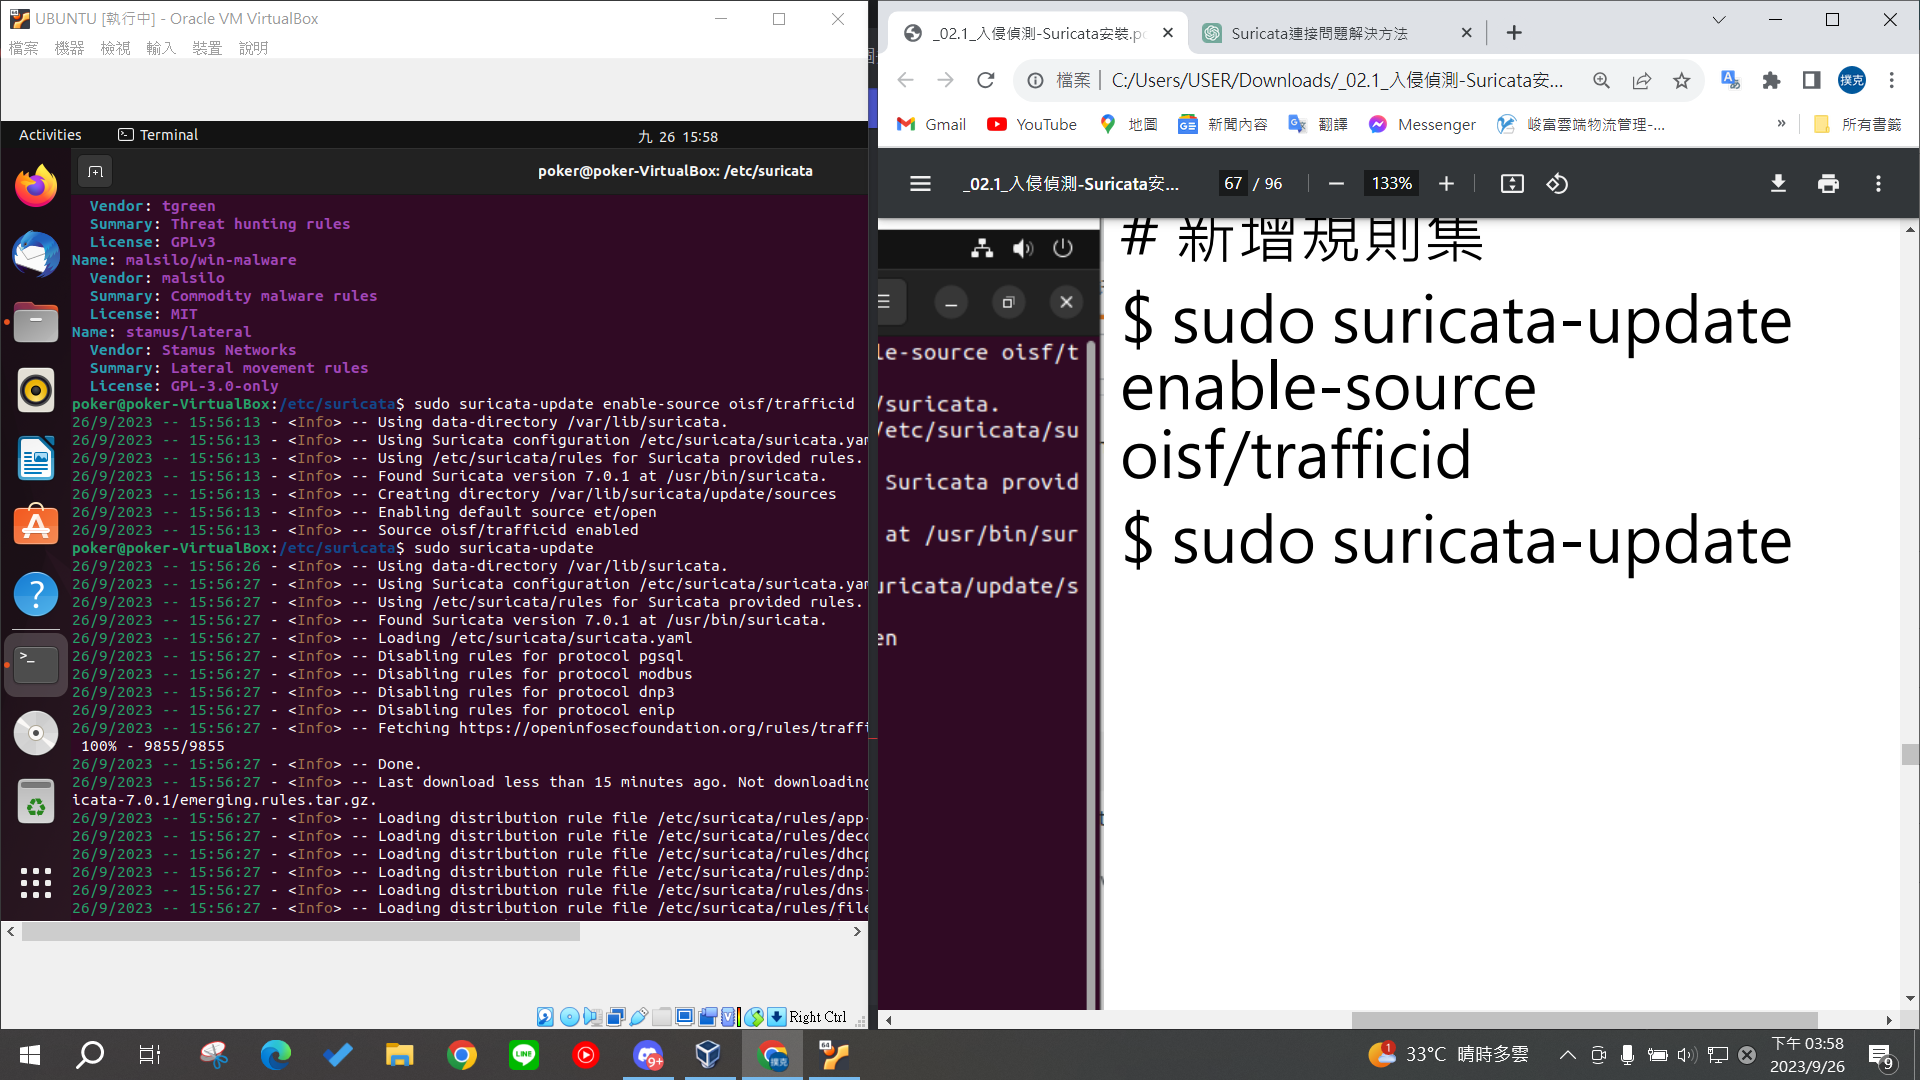 UBUNTU [執行中] - Oracle VM VirtualBox
檔案 機器 檢視 輸入 裝置 說明
Activities Terminal 九 26 15:58
poker@poker-VirtualBox: /etc/suricata
Vendor: tgreen
Summary: Threat hunting rules
License: GPLv3
Name: malsilo/win-malware
Vendor: malsilo
Summary: Commodity malware rules
License: MIT
Name: stamus/lateral
Vendor: Stamus Networks
Summary: Lateral movement rules
License: GPL-3.0-only
poker@poker-VirtualBox:/etc/suricata$ sudo suricata-update enable-source oisf/trafficid
26/9/2023 -- 15:56:13 - <Info> -- Using data-directory /var/lib/suricata.
26/9/2023 -- 15:56:13 - <Info> -- Using Suricata configuration /etc/suricata/suricata.yam
26/9/2023 -- 15:56:13 - <Info> -- Using /etc/suricata/rules for Suricata provided rules.
26/9/2023 -- 15:56:13 - <Info> -- Found Suricata version 7.0.1 at /usr/bin/suricata.
26/9/2023 -- 15:56:13 - <Info> -- Creating directory /var/lib/suricata/update/sources
26/9/2023 -- 15:56:13 - <Info> -- Enabling default source et/open
26/9/2023 -- 15:56:13 - <Info> -- Source oisf/trafficid enabled
poker@poker-VirtualBox:/etc/suricata$ sudo suricata-update
26/9/2023 -- 15:56:26 - <Info> -- Using data-directory /var/lib/suricata.
26/9/2023 -- 15:56:27 - <Info> -- Using Suricata configuration /etc/suricata/suricata.yam
26/9/2023 -- 15:56:27 - <Info> -- Using /etc/suricata/rules for Suricata provided rules.
26/9/2023 -- 15:56:27 - <Info> -- Found Suricata version 7.0.1 at /usr/bin/suricata.
26/9/2023 -- 15:56:27 - <Info> -- Loading /etc/suricata/suricata.yaml
26/9/2023 -- 15:56:27 - <Info> -- Disabling rules for protocol pgsql
26/9/2023 -- 15:56:27 - <Info> -- Disabling rules for protocol modbus
26/9/2023 -- 15:56:27 - <Info> -- Disabling rules for protocol dnp3
26/9/2023 -- 15:56:27 - <Info> -- Disabling rules for protocol enip
26/9/2023 -- 15:56:27 - <Info> -- Fetching https://openinfosecfoundation.org/rules/traffi
100% - 9855/9855
26/9/2023 -- 15:56:27 - <Info> -- Done.
26/9/2023 -- 15:56:27 - <Info> -- Last download less than 15 minutes ago. Not downloading
icata-7.0.1/emerging.rules.tar.gz.
26/9/2023 -- 15:56:27 - <Info> -- Loading distribution rule file /etc/suricata/rules/app-
26/9/2023 -- 15:56:27 - <Info> -- Loading distribution rule file /etc/suricata/rules/deco
26/9/2023 -- 15:56:27 - <Info> -- Loading distribution rule file /etc/suricata/rules/dhcp
26/9/2023 -- 15:56:27 - <Info> -- Loading distribution rule file /etc/suricata/rules/dnp3
26/9/2023 -- 15:56:27 - <Info> -- Loading distribution rule file /etc/suricata/rules/dns-
26/9/2023 -- 15:56:27 - <Info> -- Loading distribution rule file /etc/suricata/rules/file
Right Ctrl
_02.1_入侵偵測-Suricata安裝.pd Suricata連接問題解決方法
檔案 C:/Users/USER/Downloads/_02.1_入侵偵測-Suricata安... 撲克
Gmail YouTube 地圖 新聞內容 翻譯 Messenger 峻富雲端物流管理-... » 所有書籤
_02.1_入侵偵測-Suricata安... 67 / 96 133%
le-source oisf/t
/suricata.
/etc/suricata/su
Suricata provid
at /usr/bin/sur
uricata/update/s
en
# 新增規則集
$ sudo suricata-update
enable-source
oisf/trafficid
$ sudo suricata-update
9+ 撲克 64 1 33°C 晴時多雲 下午 03:58
2023/9/26 9